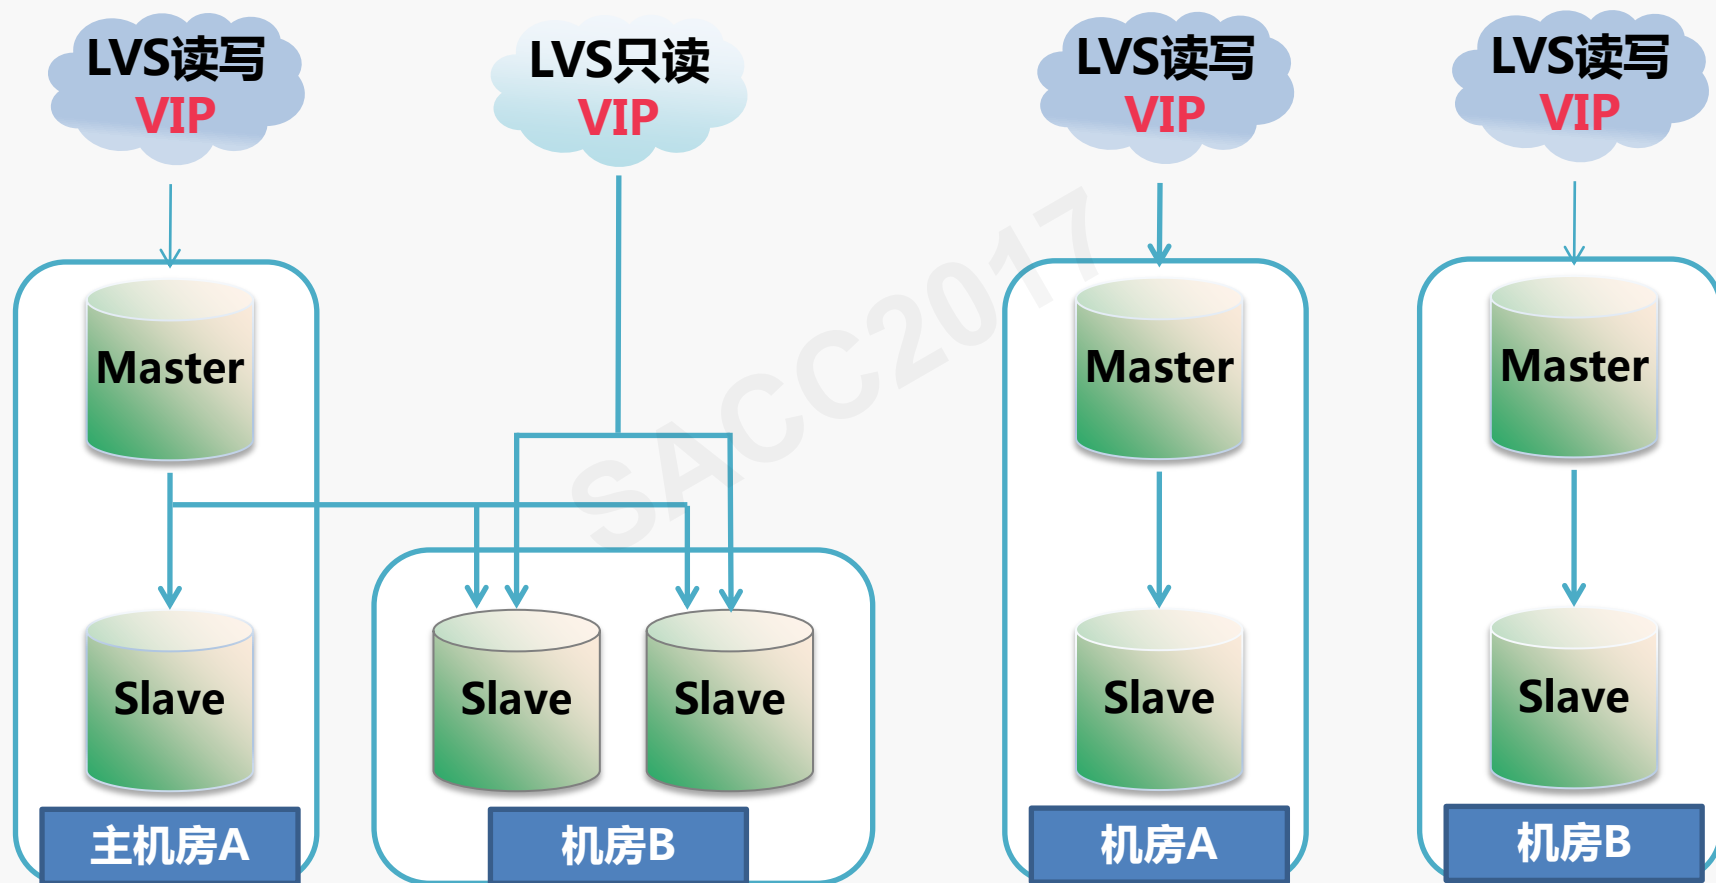 LVS读写
VIP
LVS只读
VIP
LVS读写
VIP
LVS读写
VIP
SACC2017
Master
Master
Master
Slave
Slave
Slave
Slave
Slave
主机房A
机房B
机房A
机房B